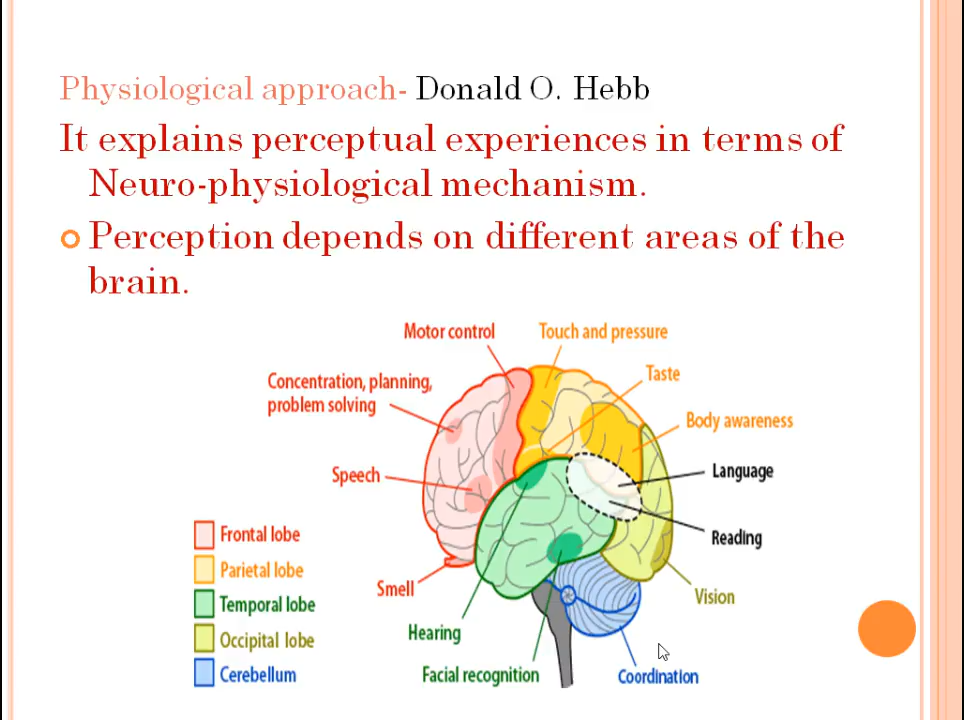 Physiological approach- Donald O. Hebb
It explains perceptual experiences in terms of
Neuro-physiological mechanism.
Perception depends on different areas of the
brain.
Motor control
Touch and pressure
Taste
Concentration, planning,
problem solving
Body awareness
Speech
Language
Reading
Frontal lobe
Parietal lobe
Temporal lobe
Occipital lobe
Cerebellum
Smell
Vision
Hearing
Facial recognition
Coordination